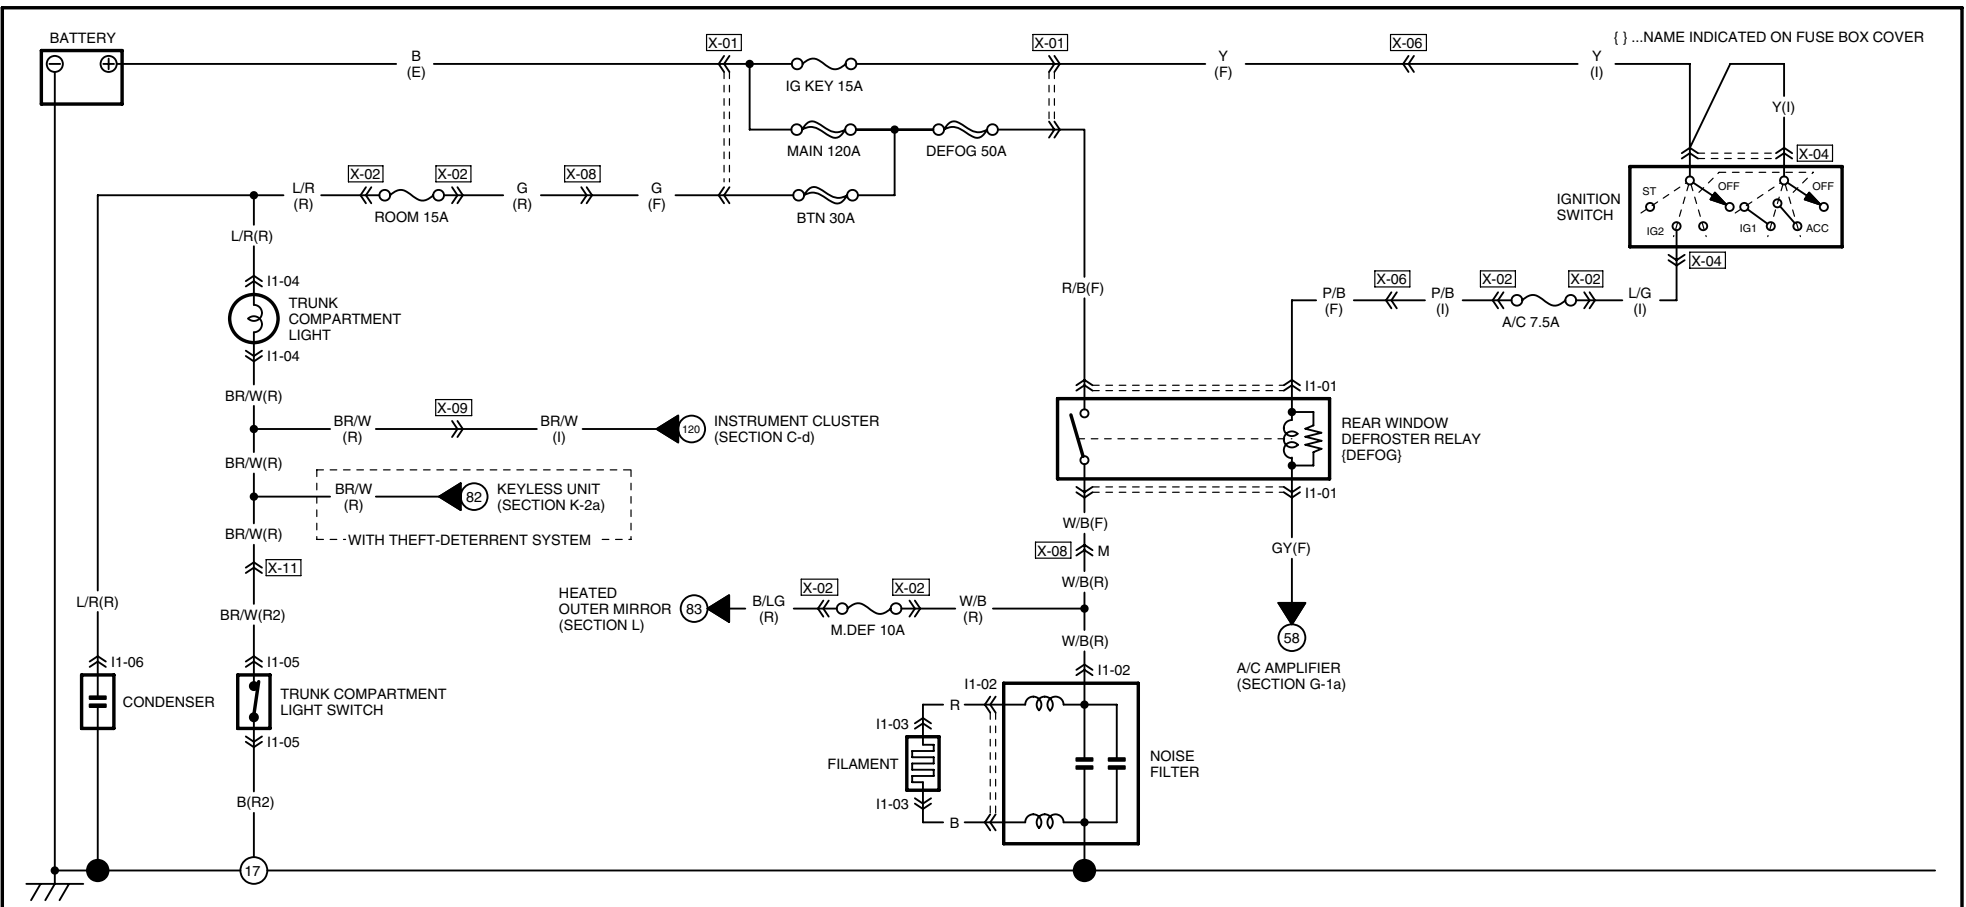 BATTERY
B
(E)
X-01
IG KEY 15A
X-01
Y
(F)
X-06
Y
(I)
{ } ...NAME INDICATED ON FUSE BOX COVER
Y(I)
X-04
MAIN 120A
DEFOG 50A
X-02
X-02
X-08
L/R
(R)
ROOM 15A
G
(R)
G
(F)
BTN 30A
IGNITION
SWITCH
ST
OFF
OFF
IG2
IG1
ACC
X-04
L/R(R)
I1-04
TRUNK
COMPARTMENT
LIGHT
I1-04
R/B(F)
P/B
(F)
X-06
P/B
(I)
X-02
A/C 7.5A
X-02
L/G
(I)
BR/W(R)
I1-01
BR/W
(R)
X-09
BR/W
(I)
120
INSTRUMENT CLUSTER
(SECTION C-d)
REAR WINDOW
DEFROSTER RELAY
{DEFOG}
BR/W(R)
BR/W
(R)
82
KEYLESS UNIT
(SECTION K-2a)
WITH THEFT-DETERRENT SYSTEM
I1-01
BR/W(R)
W/B(F)
GY(F)
X-08
M
X-11
W/B(R)
L/R(R)
BR/W(R2)
HEATED
OUTER MIRROR
(SECTION L)
83
B/LG
(R)
X-02
M.DEF 10A
X-02
W/B
(R)
W/B(R)
58
A/C AMPLIFIER
(SECTION G-1a)
I1-06
CONDENSER
I1-05
TRUNK COMPARTMENT
LIGHT SWITCH
I1-05
I1-02
I1-02
R
I1-03
FILAMENT
I1-03
B
NOISE
FILTER
B(R2)
17